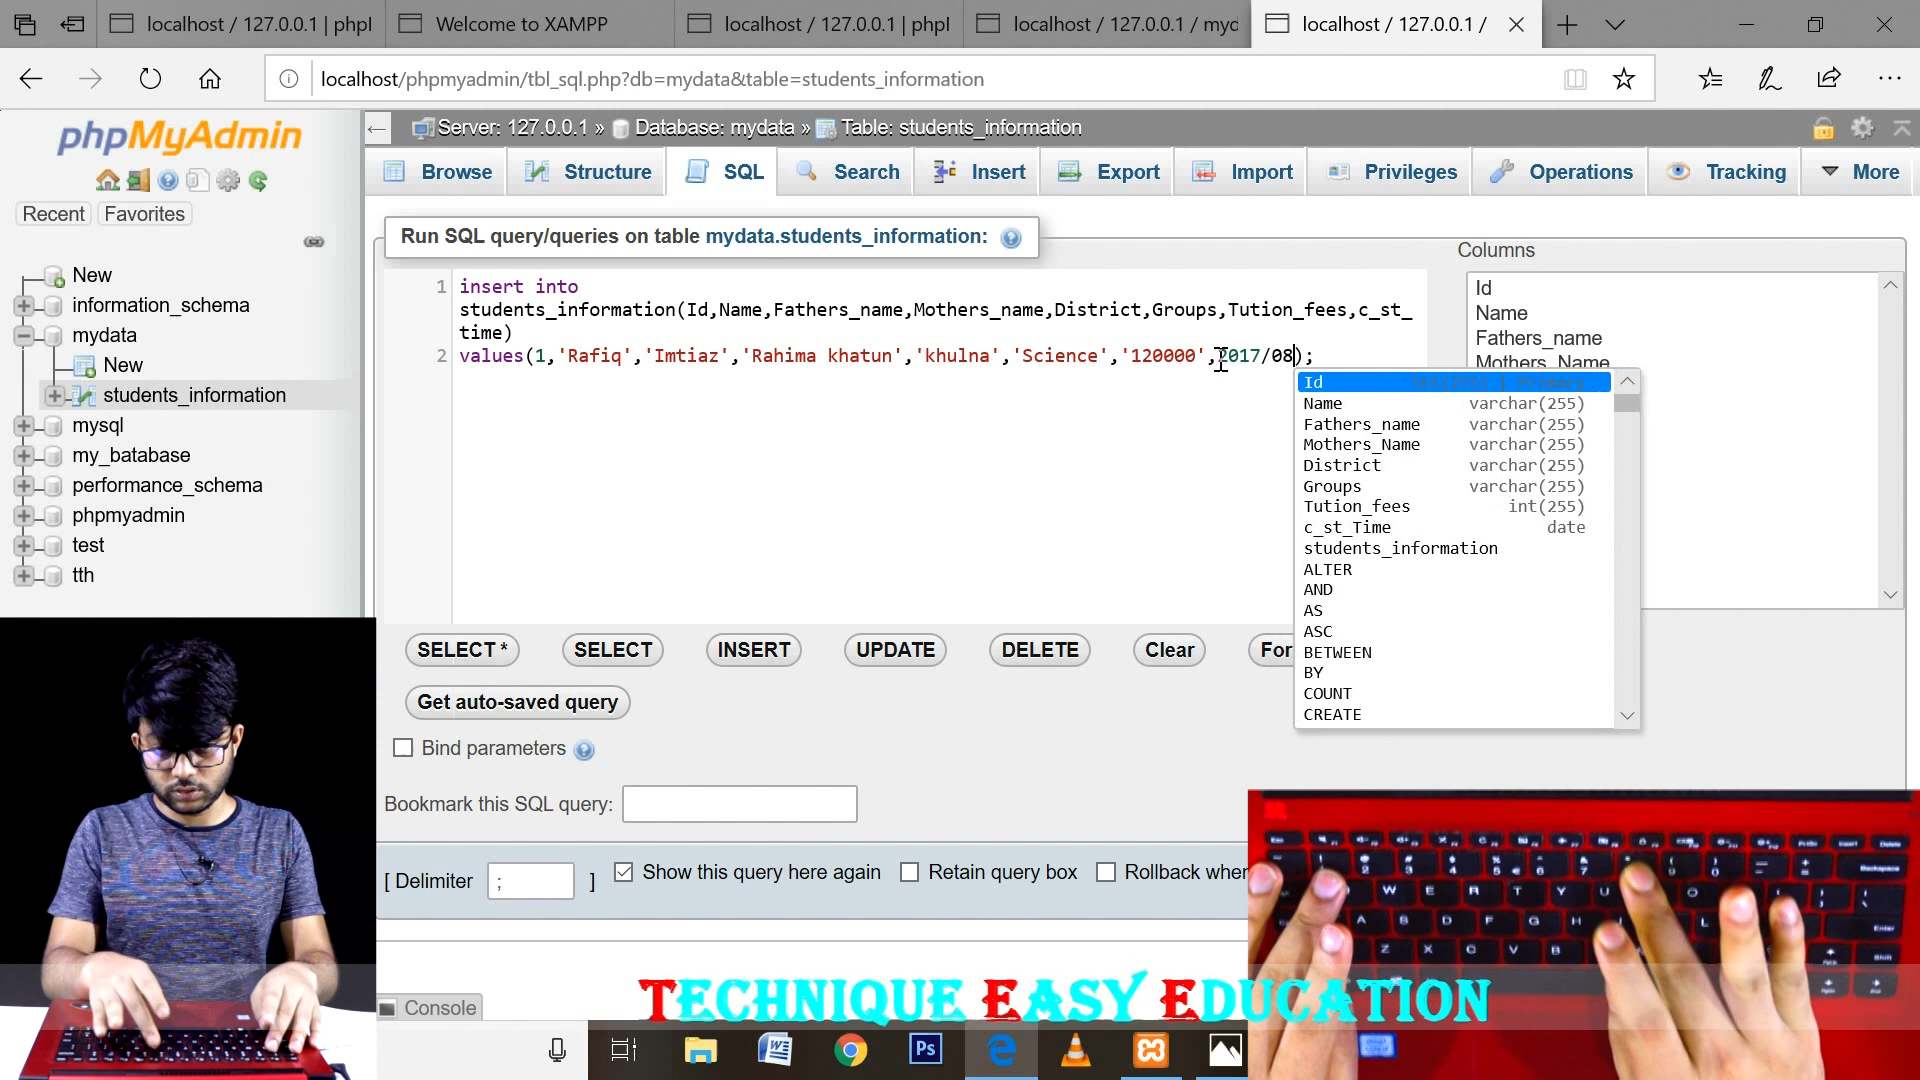 localhost / 127.0.0.1 | phpl
Welcome to XAMPP
localhost / 127.0.0.1 | phpl
localhost / 127.0.0.1 / myd
localhost / 127.0.0.1 /
localhost/phpmyadmin/tbl_sql.php?db=mydata&table=students_information
phpMyAdmin
Recent
Favorites
New
information_schema
mydata
New
students_information
mysql
my_batabase
performance_schema
phpmyadmin
test
tth
Server: 127.0.0.1 » Database: mydata » Table: students_information
Browse
Structure
SQL
Search
Insert
Export
Import
Privileges
Operations
Tracking
More
Run SQL query/queries on table mydata.students_information:
1 insert into
students_information(Id,Name,Fathers_name,Mothers_name,District,Groups,Tution_fees,c_st_
time)
2 values(1,'Rafiq','Imtiaz','Rahima khatun','khulna','Science','120000',2017/08);
Columns
Id
Name
Fathers_name
Mothers_Name
Id int(255) | Primary
Name varchar(255)
Fathers_name varchar(255)
Mothers_Name varchar(255)
District varchar(255)
Groups varchar(255)
Tution_fees int(255)
c_st_Time date
students_information
ALTER
AND
AS
ASC
BETWEEN
BY
COUNT
CREATE
SELECT *
SELECT
INSERT
UPDATE
DELETE
Clear
For
Get auto-saved query
Bind parameters
Bookmark this SQL query:
[ Delimiter ; ]
Show this query here again
Retain query box
Rollback wher
Console
TECHNIQUE EASY EDUCATION
Ps